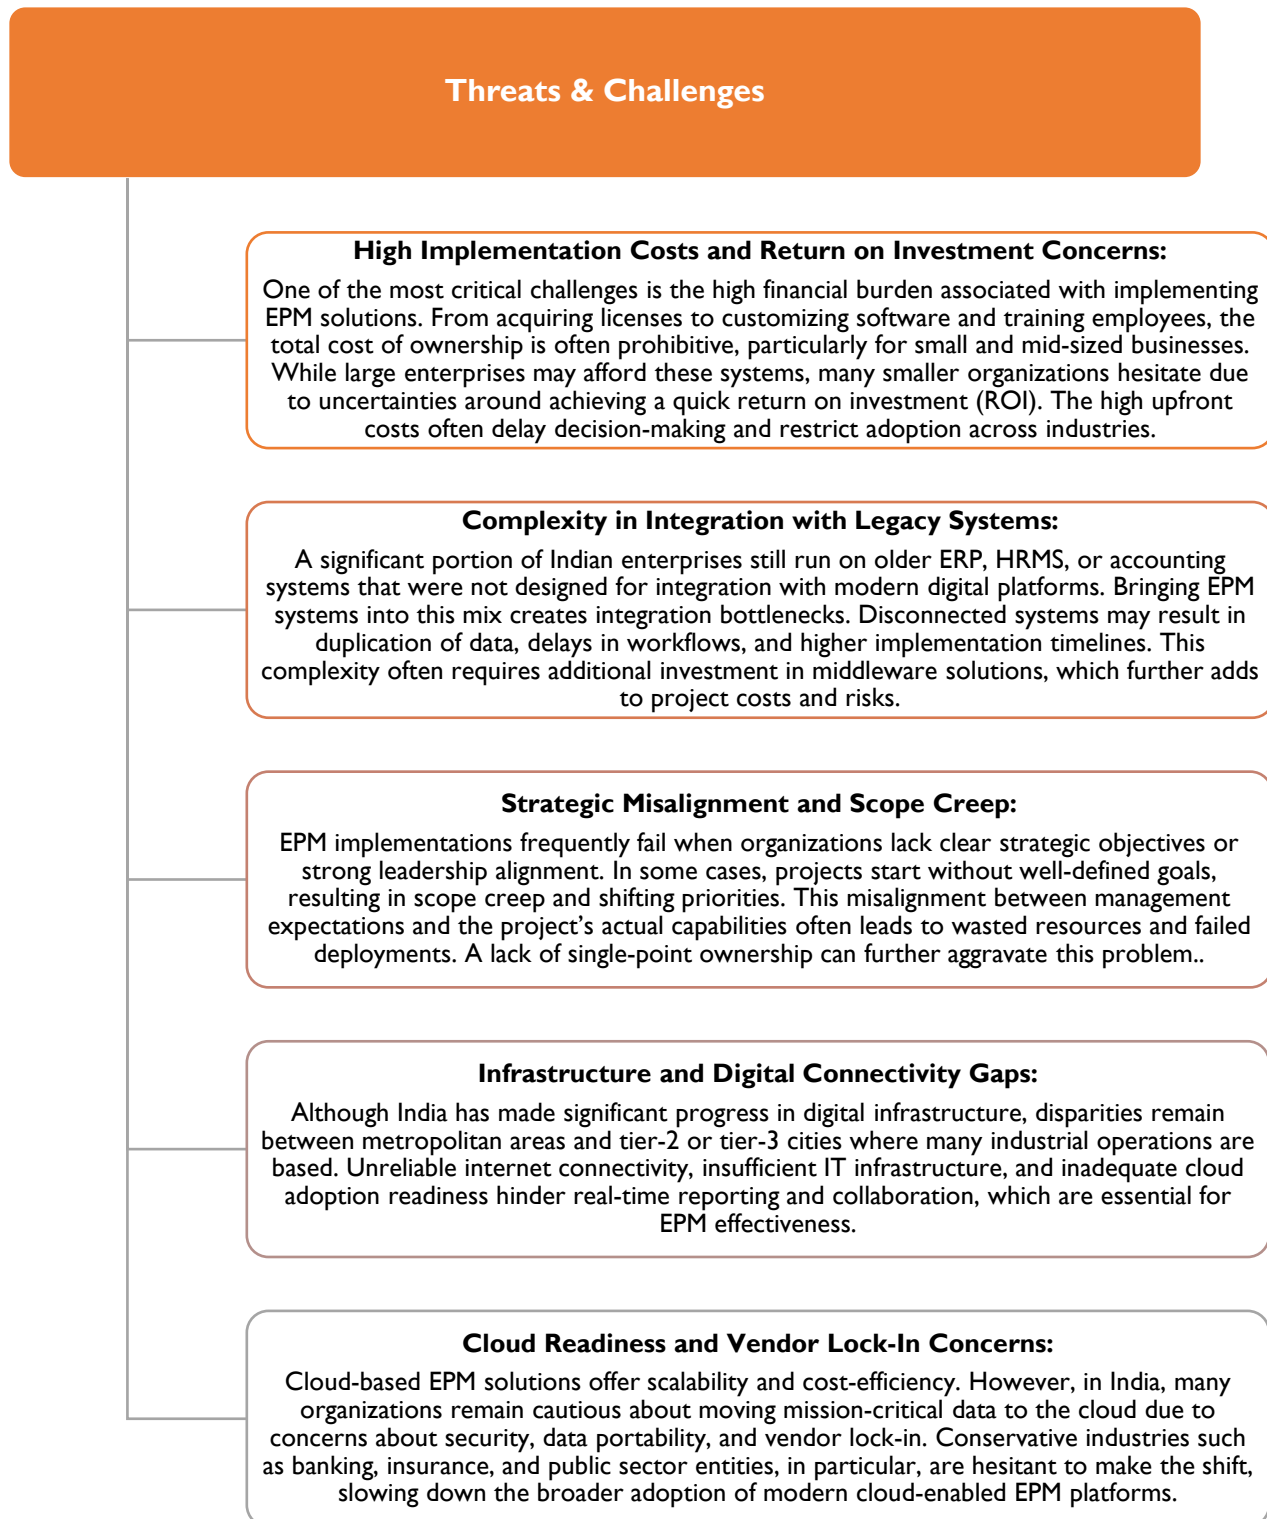 Threats & Challenges
High Implementation Costs and Return on Investment Concerns:
One of the most critical challenges is the high financial burden associated with implementing
EPM solutions. From acquiring licenses to customizing software and training employees, the
total cost of ownership is often prohibitive, particularly for small and mid-sized businesses.
While large enterprises may afford these systems, many smaller organizations hesitate due
to uncertainties around achieving a quick return on investment (ROI). The high upfront
costs often delay decision-making and restrict adoption across industries.
Complexity in Integration with Legacy Systems:
A significant portion of Indian enterprises still run on older ERP, HRMS, or accounting
systems that were not designed for integration with modern digital platforms. Bringing EPM
systems into this mix creates integration bottlenecks. Disconnected systems may result in
duplication of data, delays in workflows, and higher implementation timelines. This
complexity often requires additional investment in middleware solutions, which further adds
to project costs and risks.
Strategic Misalignment and Scope Creep:
EPM implementations frequently fail when organizations lack clear strategic objectives or
strong leadership alignment. In some cases, projects start without well-defined goals,
resulting in scope creep and shifting priorities. This misalignment between management
expectations and the project’s actual capabilities often leads to wasted resources and failed
deployments. A lack of single-point ownership can further aggravate this problem..
Infrastructure and Digital Connectivity Gaps:
Although India has made significant progress in digital infrastructure, disparities remain
between metropolitan areas and tier-2 or tier-3 cities where many industrial operations are
based. Unreliable internet connectivity, insufficient IT infrastructure, and inadequate cloud
adoption readiness hinder real-time reporting and collaboration, which are essential for
EPM effectiveness.
Cloud Readiness and Vendor Lock-In Concerns:
Cloud-based EPM solutions offer scalability and cost-efficiency. However, in India, many
organizations remain cautious about moving mission-critical data to the cloud due to
concerns about security, data portability, and vendor lock-in. Conservative industries such
as banking, insurance, and public sector entities, in particular, are hesitant to make the shift,
slowing down the broader adoption of modern cloud-enabled EPM platforms.